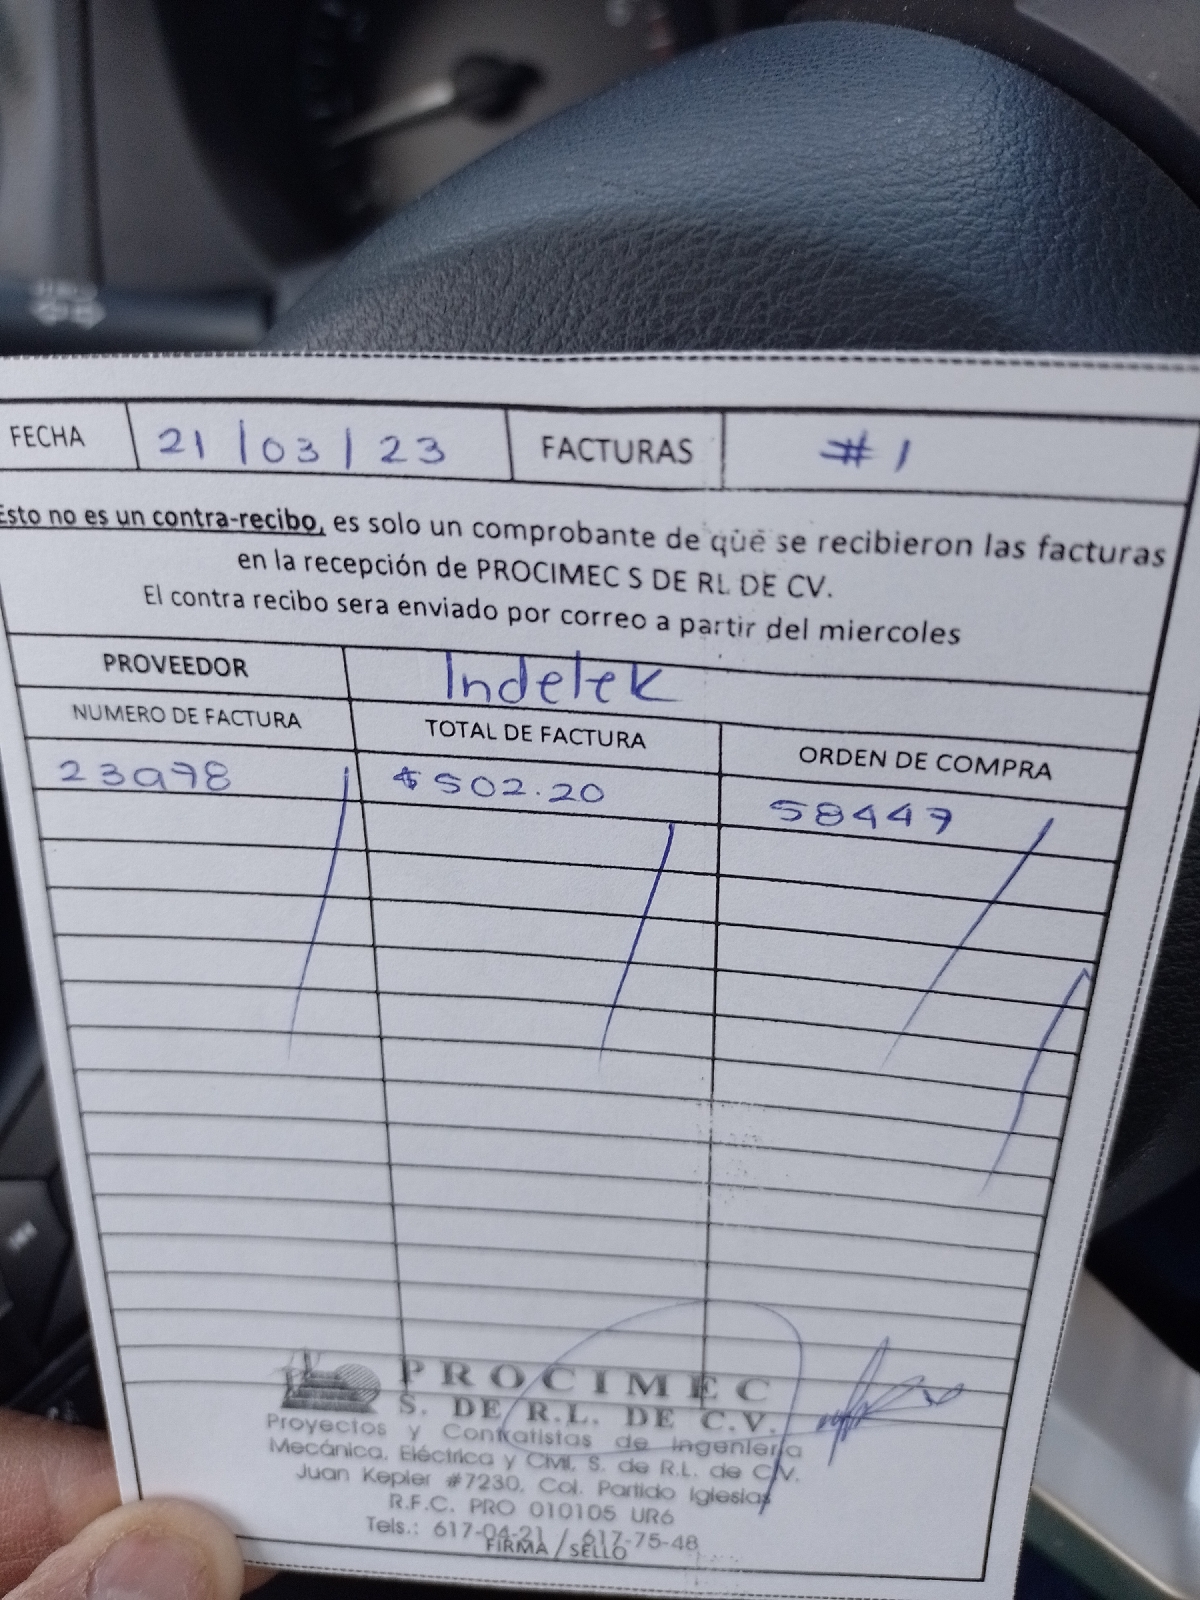 FECHA 21/03/23 FACTURAS #1
Esto no es un contra-recibo, es solo un comprobante de que se recibieron las facturas
en la recepción de PROCIMEC S DE RL DE CV.
El contra recibo sera enviado por correo a partir del miercoles
PROVEEDOR Indelek
NUMERO DE FACTURA TOTAL DE FACTURA ORDEN DE COMPRA
23978 $502.20 58447
PROCIMEC
S. DE R.L. DE C.V.
Proyectos y Contratistas de Ingeniería
Mecánica, Eléctrica y Civil, S. de R.L. de C.V.
Juan Kepler #7230, Col. Partido Iglesias
R.F.C. PRO 010105 UR6
Tels.: 617-04-21 / 617-75-48
FIRMA / SELLO